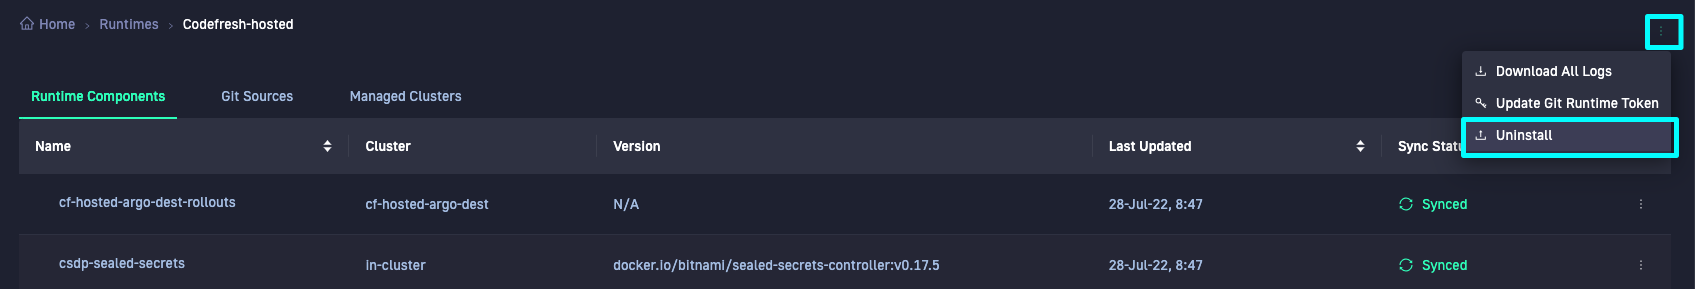 Home > Runtimes > Codefresh-hosted
Download All Logs
Update Git Runtime Token
Uninstall
Runtime Components Git Sources Managed Clusters
Name Cluster Version Last Updated Sync Statu
cf-hosted-argo-dest-rollouts cf-hosted-argo-dest N/A 28-Jul-22, 8:47 Synced
csdp-sealed-secrets in-cluster docker.io/bitnami/sealed-secrets-controller:v0.17.5 28-Jul-22, 8:47 Synced